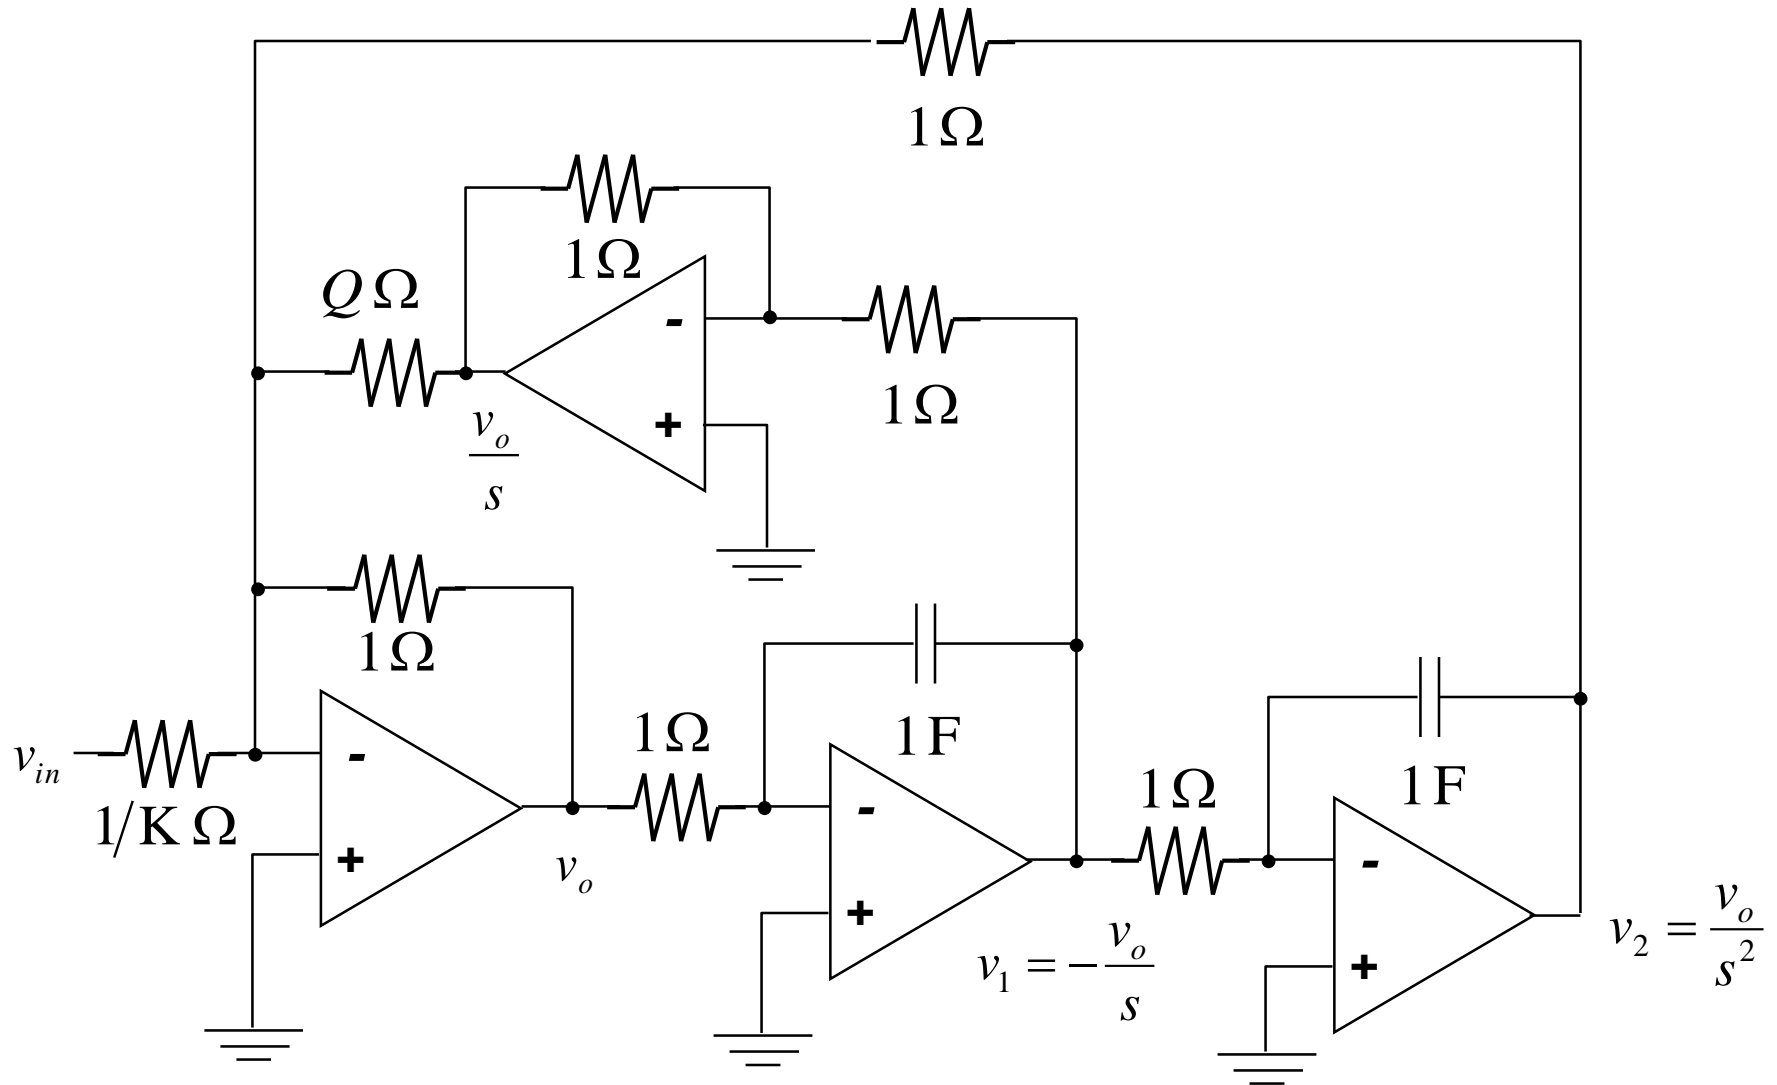 1Ω
1Ω
QΩ
-
1Ω
+
v_o
s
1Ω
1Ω
1F
v_in
-
1/K Ω
+
v_o
-
+
v_1 = - v_o
s
1Ω
1F
-
+
v_2 = v_o
s^2